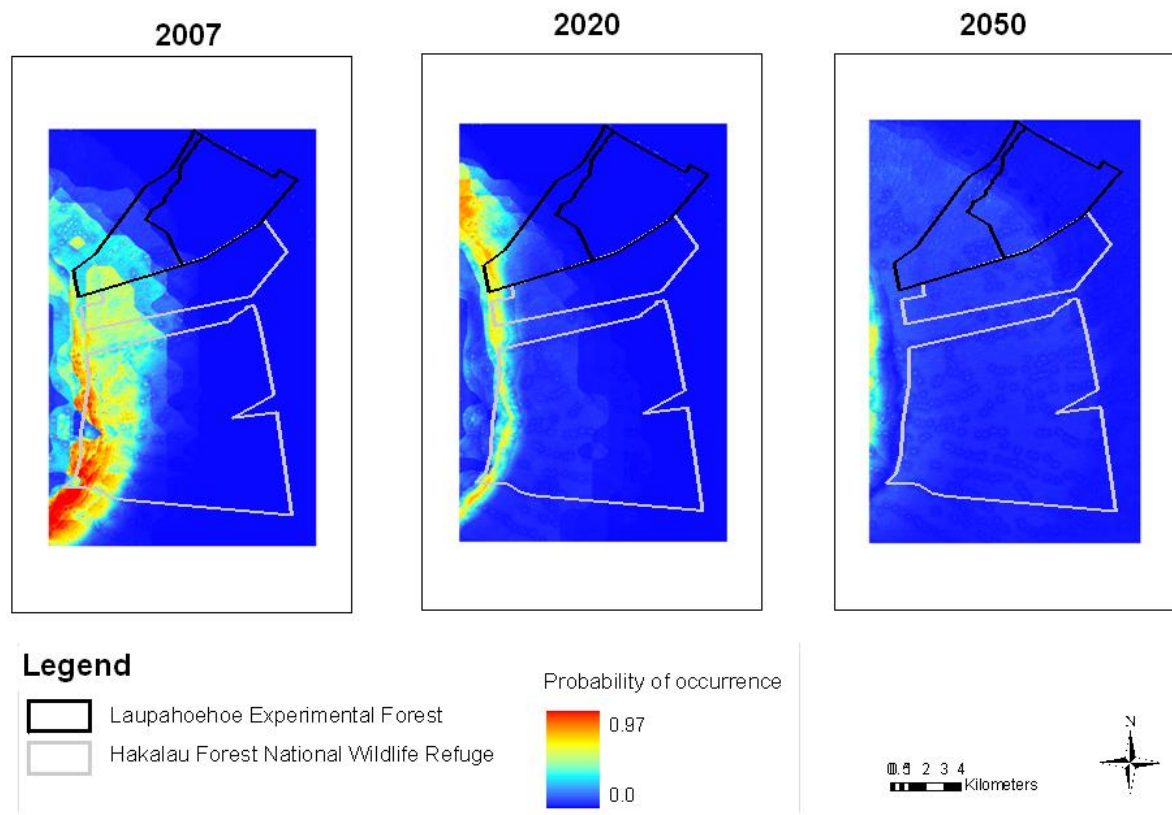 2007
2020
2050
Legend
Laupahoehoe Experimental Forest
Hakalau Forest National Wildlife Refuge
Probability of occurrence
0.97
0.0
N
2 3 4
Kilometers